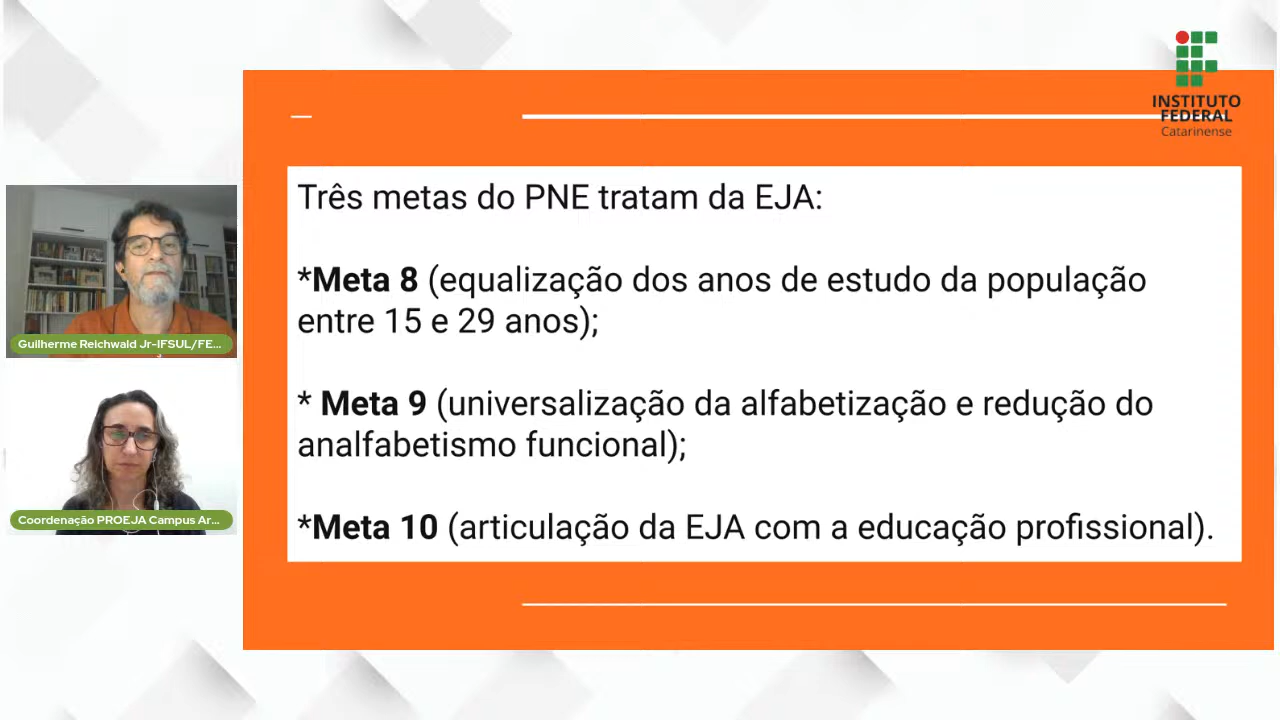 INSTITUTO
FEDERAL
Catarinense
Três metas do PNE tratam da EJA:
*Meta 8 (equalização dos anos de estudo da população
entre 15 e 29 anos);
* Meta 9 (universalização da alfabetização e redução do
analfabetismo funcional);
*Meta 10 (articulação da EJA com a educação profissional).
Guilherme Reichwald Jr-IFSUL/FE...
Coordenação PROEJA Campus Ar...